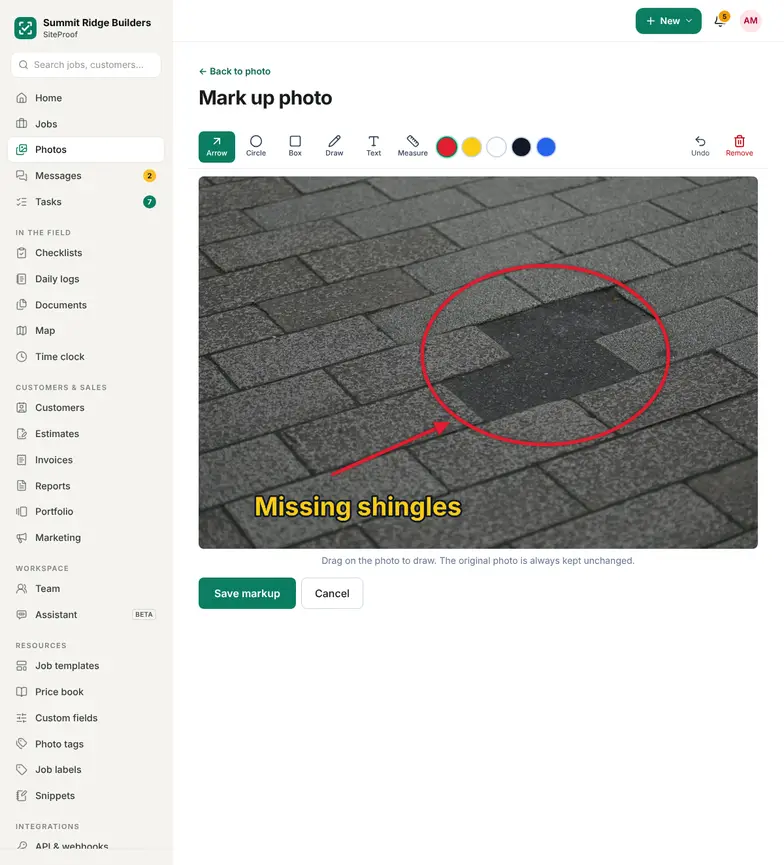 Summit Ridge Builders
SiteProof
Search jobs, customers...
Home
Jobs
Photos
Messages 2
Tasks 7
IN THE FIELD
Checklists
Daily logs
Documents
Map
Time clock
CUSTOMERS & SALES
Customers
Estimates
Invoices
Reports
Portfolio
Marketing
WORKSPACE
Team
Assistant BETA
RESOURCES
Job templates
Price book
Custom fields
Photo tags
Job labels
Snippets
INTEGRATIONS
API & webhooks
+ New
5
AM
← Back to photo
Mark up photo
Arrow Circle Box Draw Text Measure Undo Remove
Missing shingles
Drag on the photo to draw. The original photo is always kept unchanged.
Save markup Cancel